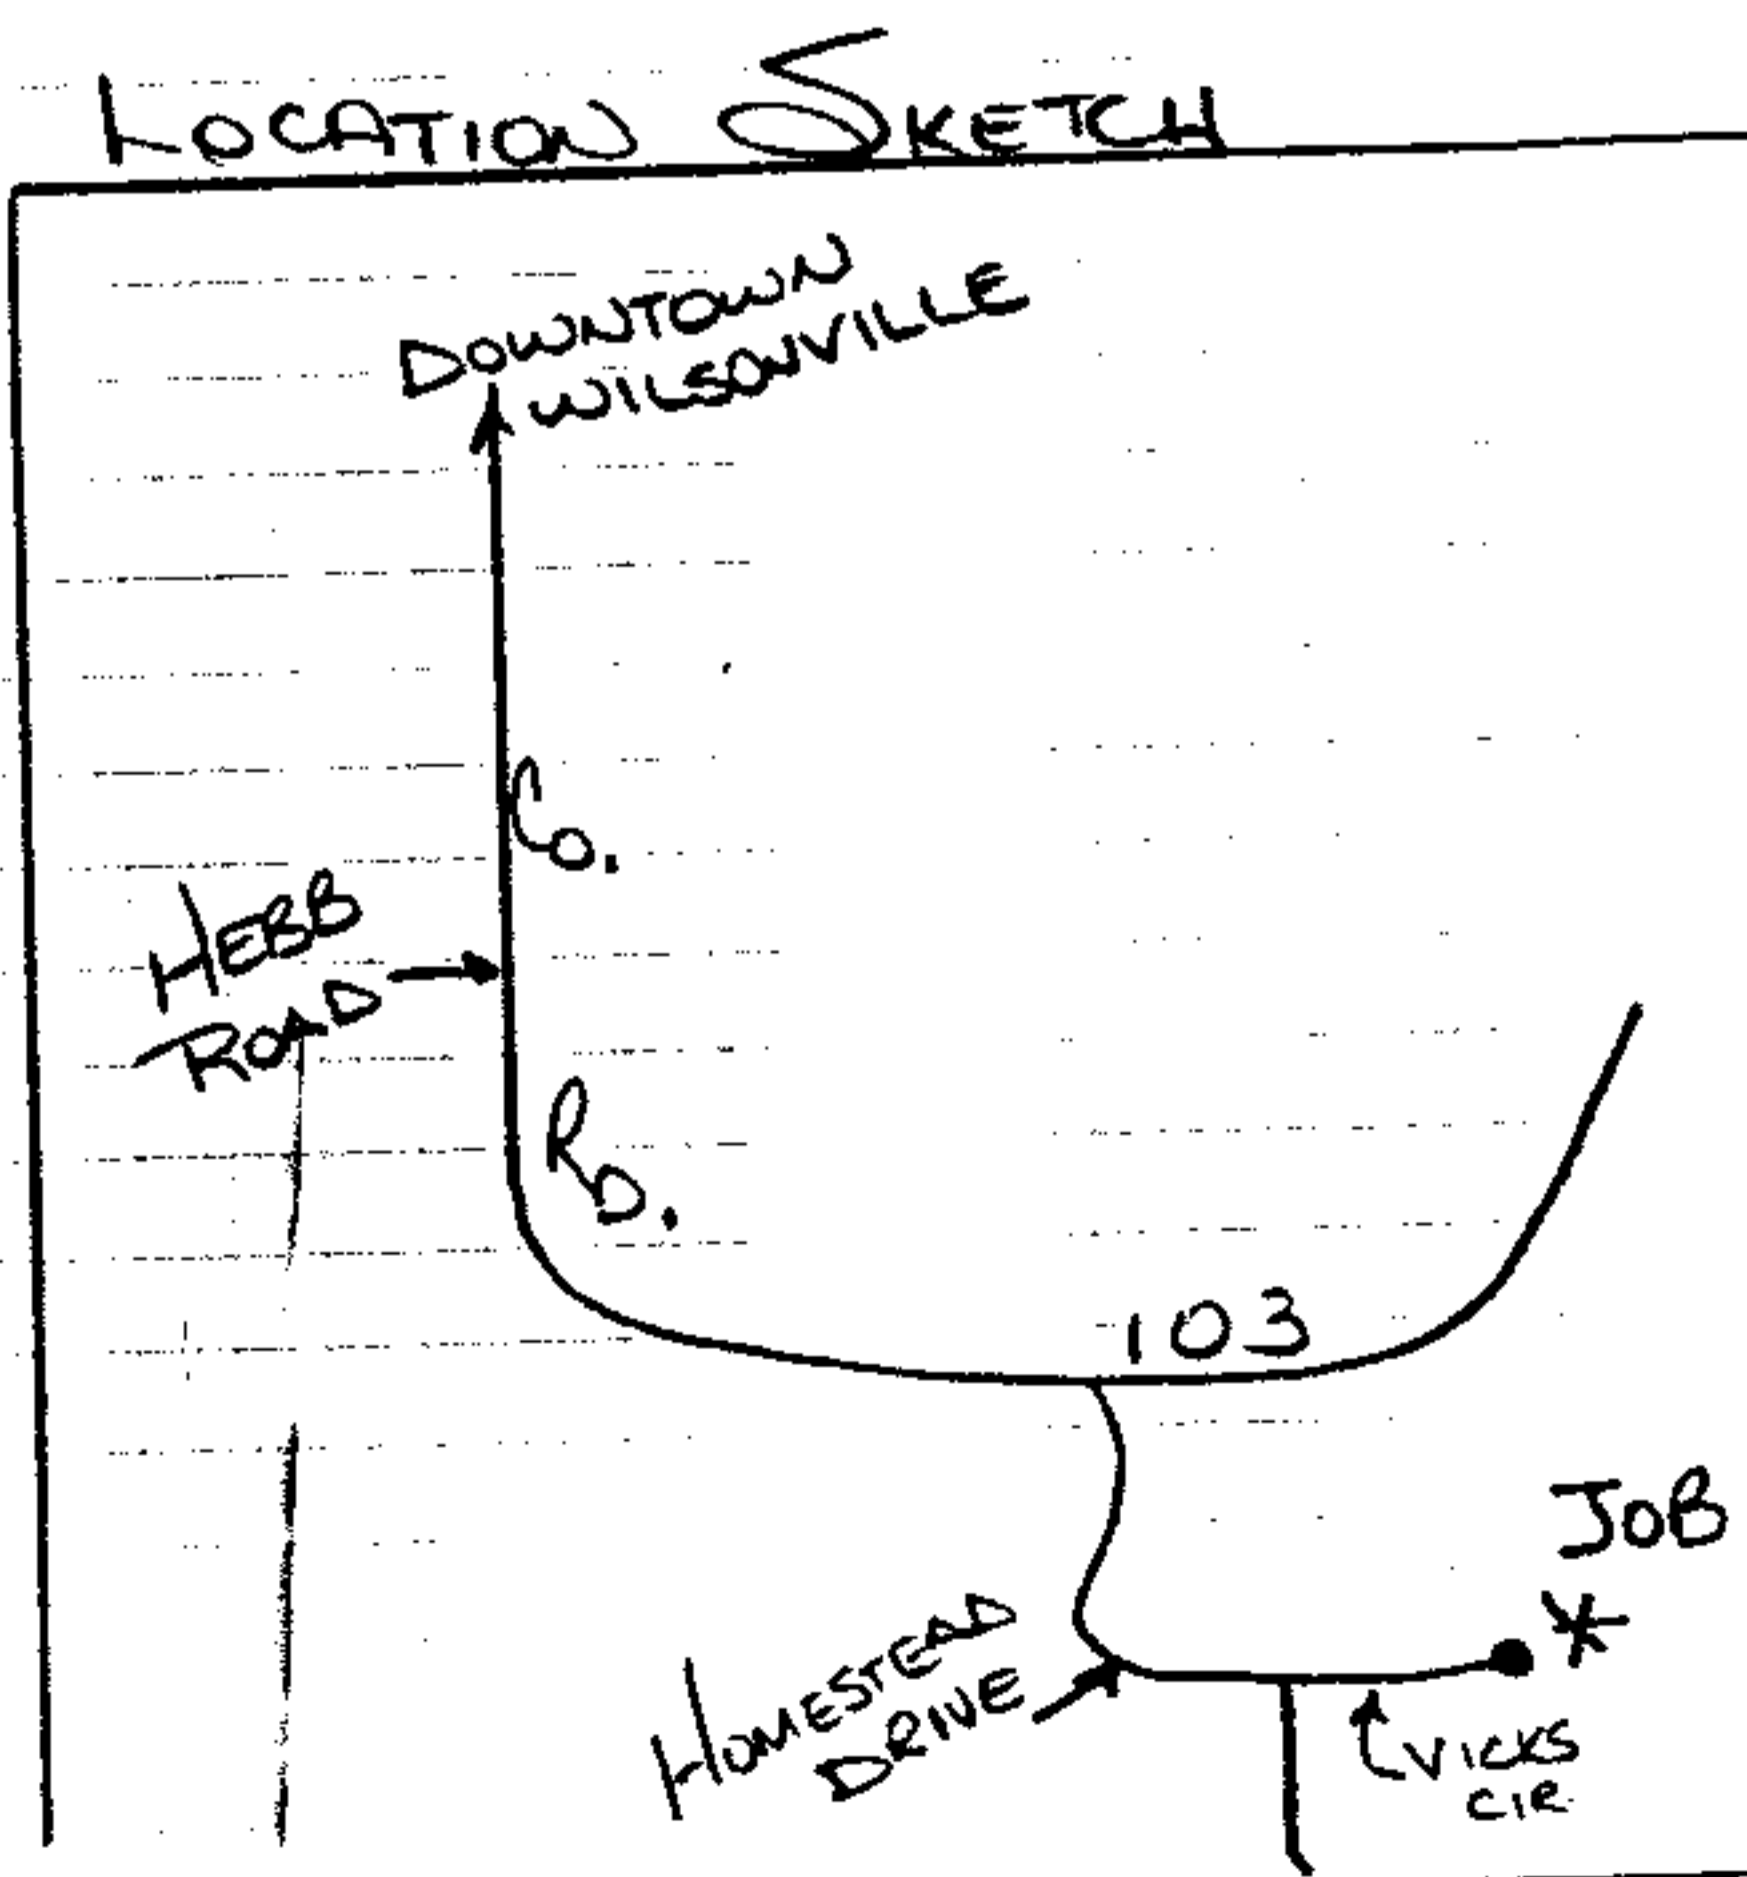 LOCATION SKETCH
DOWNTOWN
WILSONVILLE
Co.
HEBB
ROAD
RD.
103
JOB
*
HOMESTEAD
DRIVE
VICKS
CIR